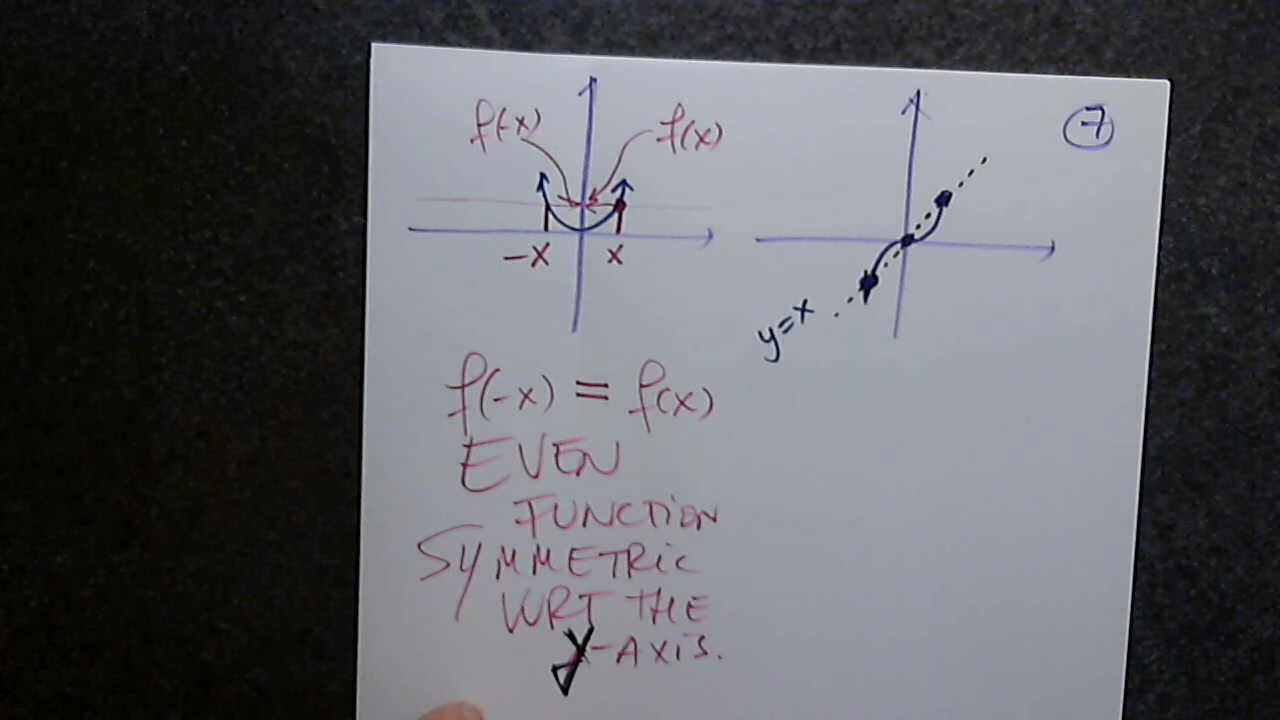 f(-x) f(x)
7
-x x
y=x
f(-x) = f(x)
EVEN
FUNCTION
SYMMETRIC
WRT THE
y-AXIS.